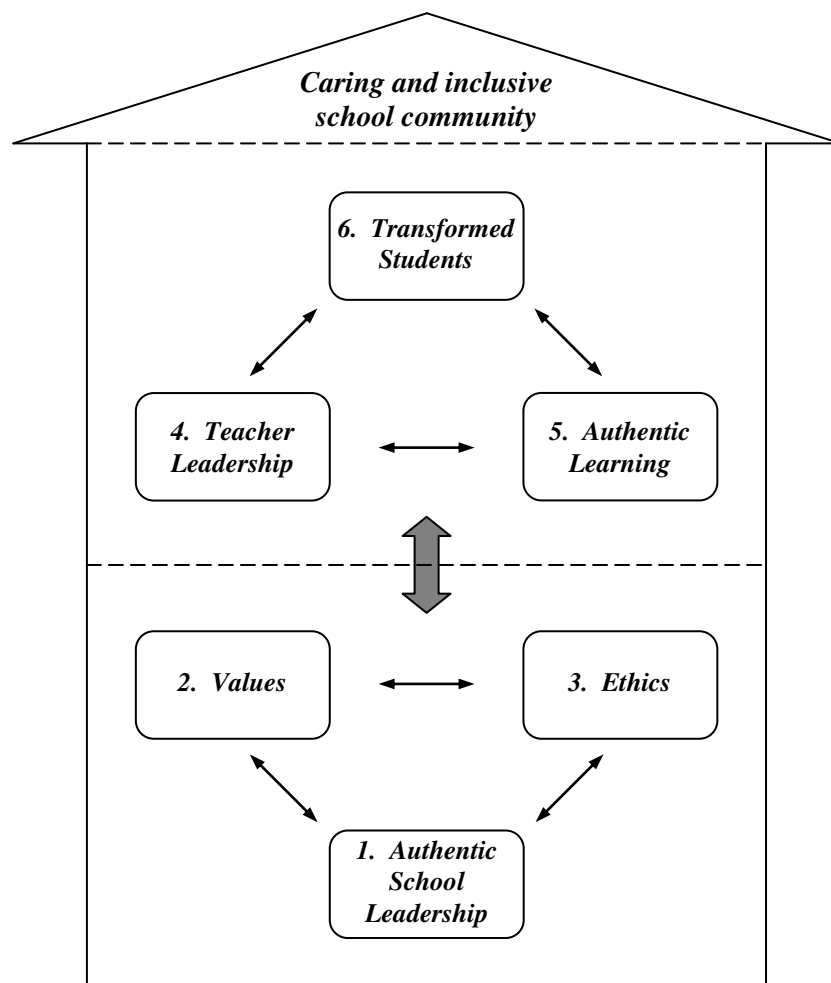 Caring and inclusive
school community
6. Transformed
Students
4. Teacher
Leadership
5. Authentic
Learning
2. Values
3. Ethics
1. Authentic
School
Leadership